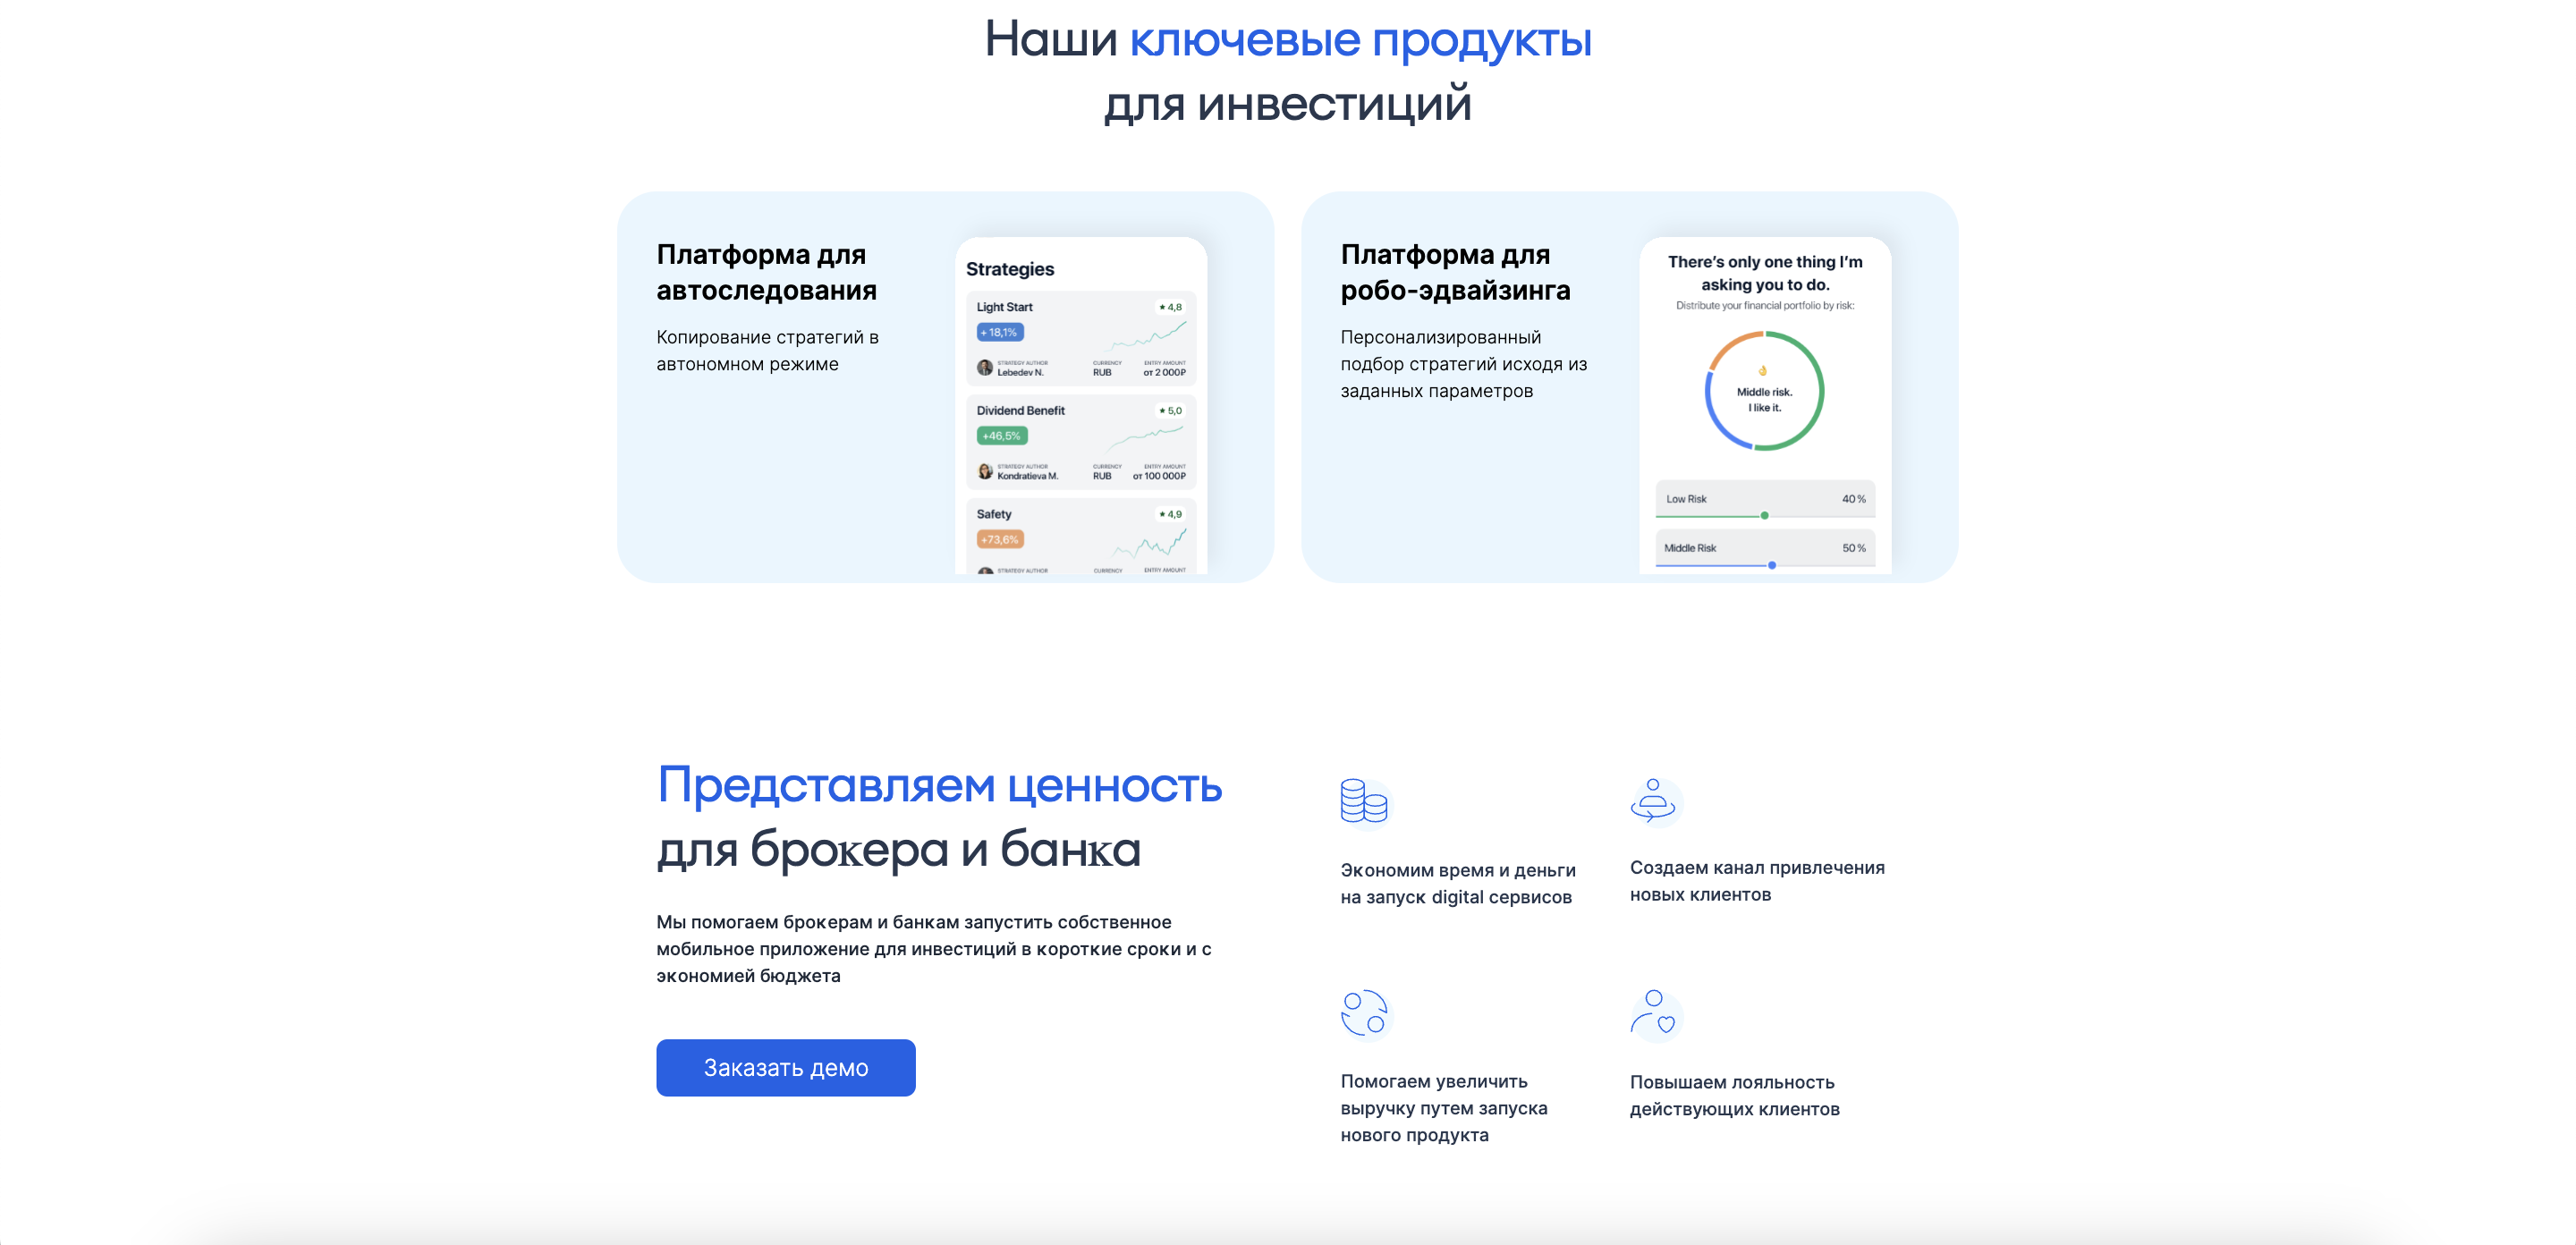 Наши ключевые продукты
для инвестиций
Платформа для
автоследования
Копирование стратегий в
автономном режиме
Strategies
Light Start
★ 4,8
+ 18,1%
STRATEGY AUTHOR
Lebedev N.
CURRENCY
RUB
ENTRY AMOUNT
от 2 000₽
Dividend Benefit
★ 5,0
+46,5%
STRATEGY AUTHOR
Kondratieva M.
CURRENCY
RUB
ENTRY AMOUNT
от 100 000₽
Safety
★ 4,9
+73,6%
STRATEGY AUTHOR
CURRENCY
ENTRY AMOUNT
Платформа для
робо-эдвайзинга
Персонализированный
подбор стратегий исходя из
заданных параметров
There's only one thing I'm
asking you to do.
Distribute your financial portfolio by risk:
👌
Middle risk.
I like it.
Low Risk 40 %
Middle Risk 50 %
Представляем ценность
для брокера и банка
Мы помогаем брокерам и банкам запустить собственное
мобильное приложение для инвестиций в короткие сроки и с
экономией бюджета
Заказать демо
Экономим время и деньги
на запуск digital сервисов
Создаем канал привлечения
новых клиентов
Помогаем увеличить
выручку путем запуска
нового продукта
Повышаем лояльность
действующих клиентов